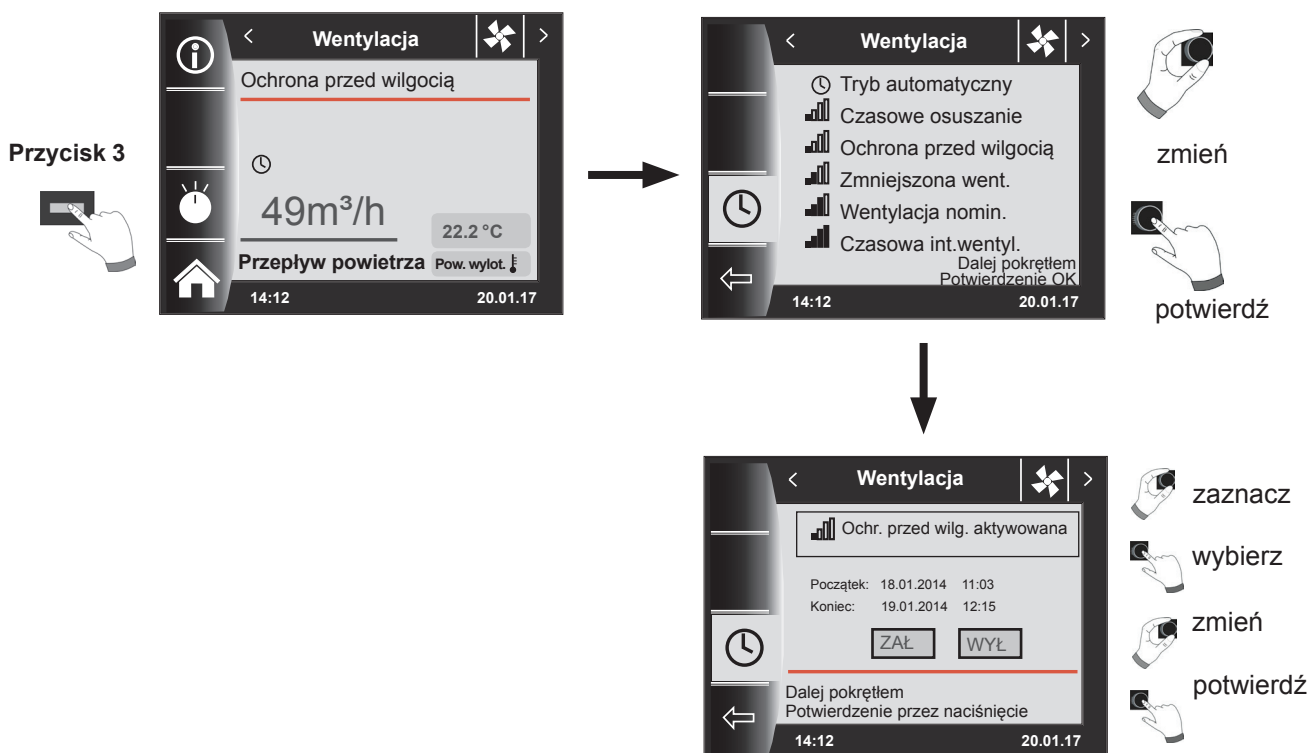 Przycisk 3
< Wentylacja >
Ochrona przed wilgocią
49m³/h
22.2 °C
Przepływ powietrza Pow. wylot.
14:12 20.01.17
< Wentylacja >
Tryb automatyczny
Czasowe osuszanie
Ochrona przed wilgocią
Zmniejszona went.
Wentylacja nomin.
Czasowa int.wentyl.
Dalej pokrętłem
Potwierdzenie OK
14:12 20.01.17
zmień
potwierdź
< Wentylacja >
Ochr. przed wilg. aktywowana
Początek: 18.01.2014 11:03
Koniec: 19.01.2014 12:15
ZAŁ WYŁ
Dalej pokrętłem
Potwierdzenie przez naciśnięcie
14:12 20.01.17
zaznacz
wybierz
zmień
potwierdź